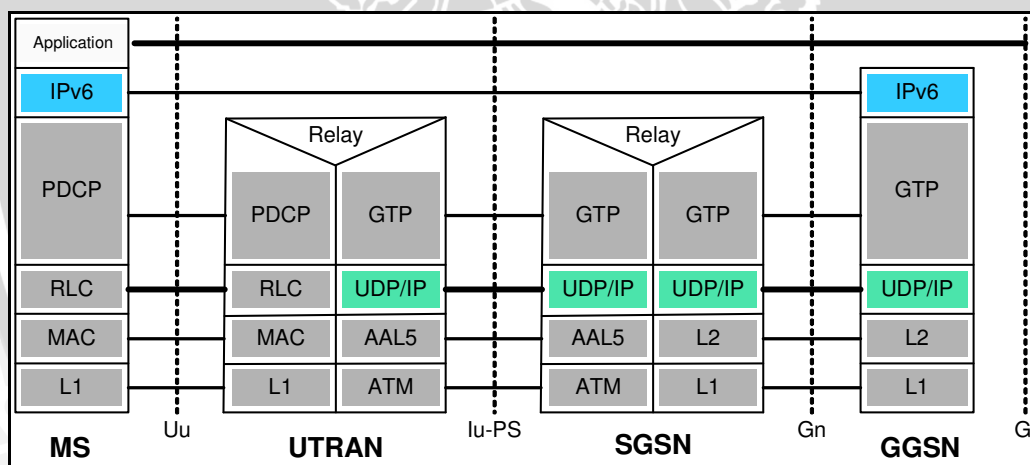 Application
IPv6 IPv6
Relay Relay
PDCP GTP
PDCP GTP GTP GTP
RLC RLC UDP/IP UDP/IP UDP/IP UDP/IP
MAC MAC AAL5 AAL5 L2 L2
L1 L1 ATM ATM L1 L1
Uu Iu-PS Gn G
MS UTRAN SGSN GGSN